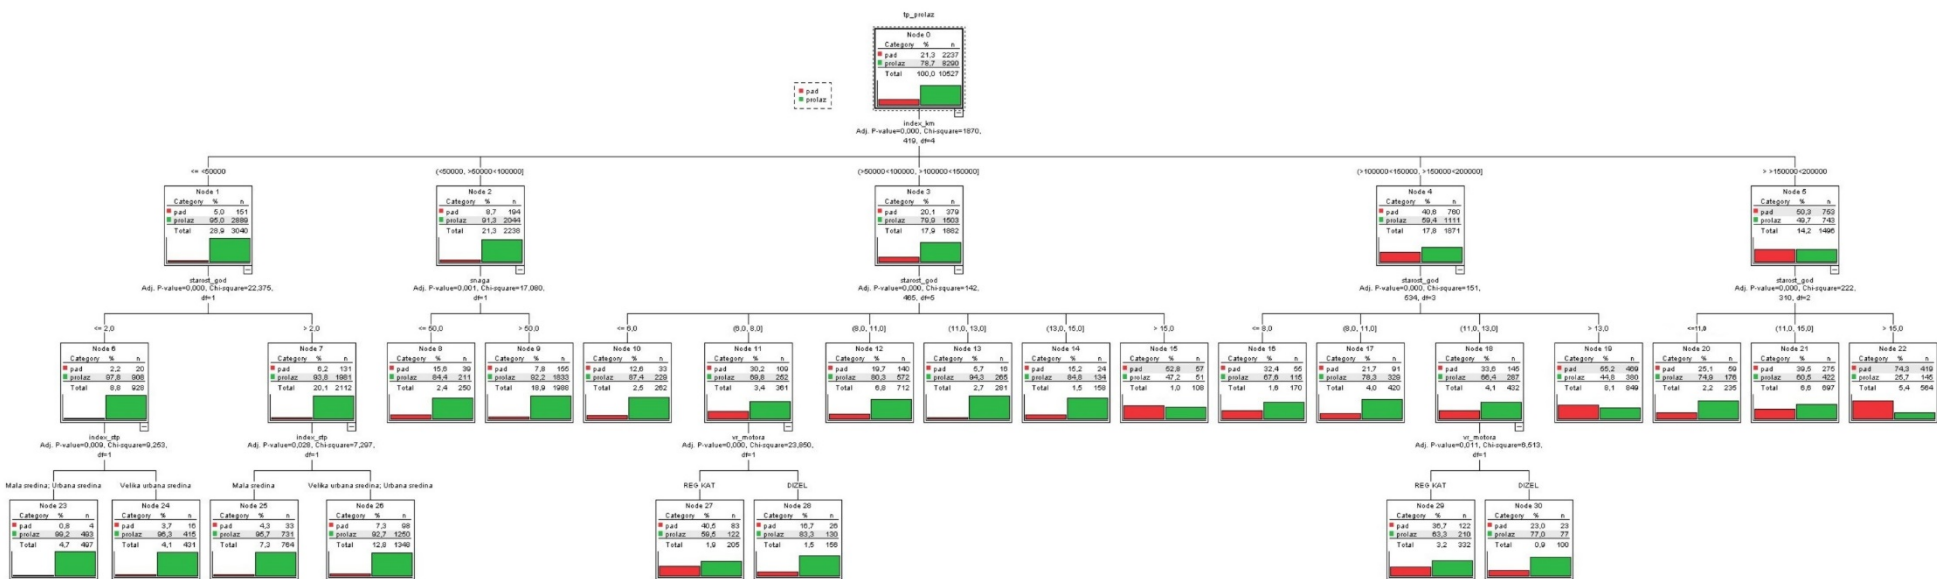 tp_prolaz
Node 0
Category % n
pad 21,3 2237
prolaz 78,7 8290
Total 100,0 10527
pad
prolaz
index_km
Adj. P-value=0,000, Chi-square=1870,
419, df=4
<= <50000
(<50000, >50000<100000]
(>50000<100000, >100000<150000]
(>100000<150000, >150000<200000]
> >150000<200000
Node 1
Category % n
pad 5,0 151
prolaz 95,0 2889
Total 28,9 3040
Node 2
Category % n
pad 8,7 194
prolaz 91,3 2044
Total 21,3 2238
Node 3
Category % n
pad 20,1 379
prolaz 79,9 1503
Total 17,9 1882
Node 4
Category % n
pad 40,6 760
prolaz 59,4 1111
Total 17,8 1871
Node 5
Category % n
pad 50,3 753
prolaz 49,7 743
Total 14,2 1496
starost_god
Adj. P-value=0,000, Chi-square=22,375,
df=1
snaga
Adj. P-value=0,001, Chi-square=17,080,
df=1
starost_god
Adj. P-value=0,000, Chi-square=142,
465, df=5
starost_god
Adj. P-value=0,000, Chi-square=151,
534, df=3
starost_god
Adj. P-value=0,000, Chi-square=222,
310, df=2
<= 2,0
> 2,0
<= 50,0
> 50,0
<= 6,0
(6,0, 8,0]
(8,0, 11,0]
(11,0, 13,0]
(13,0, 15,0]
> 15,0
<= 8,0
(8,0, 11,0]
(11,0, 13,0]
> 13,0
<=11,0
(11,0, 15,0]
> 15,0
Node 6
Category % n
pad 2,2 20
prolaz 97,8 908
Total 8,8 928
Node 7
Category % n
pad 6,2 131
prolaz 93,8 1981
Total 20,1 2112
Node 8
Category % n
pad 15,6 39
prolaz 84,4 211
Total 2,4 250
Node 9
Category % n
pad 7,8 155
prolaz 92,2 1833
Total 18,9 1988
Node 10
Category % n
pad 12,6 33
prolaz 87,4 229
Total 2,5 262
Node 11
Category % n
pad 30,2 109
prolaz 69,8 252
Total 3,4 361
Node 12
Category % n
pad 19,7 140
prolaz 80,3 572
Total 6,8 712
Node 13
Category % n
pad 5,7 16
prolaz 94,3 265
Total 2,7 281
Node 14
Category % n
pad 15,2 24
prolaz 84,8 134
Total 1,5 158
Node 15
Category % n
pad 52,8 57
prolaz 47,2 51
Total 1,0 108
Node 16
Category % n
pad 32,4 55
prolaz 67,6 115
Total 1,6 170
Node 17
Category % n
pad 21,7 91
prolaz 78,3 329
Total 4,0 420
Node 18
Category % n
pad 33,6 145
prolaz 66,4 287
Total 4,1 432
Node 19
Category % n
pad 55,2 469
prolaz 44,8 380
Total 8,1 849
Node 20
Category % n
pad 25,1 59
prolaz 74,9 176
Total 2,2 235
Node 21
Category % n
pad 39,5 275
prolaz 60,5 422
Total 6,6 697
Node 22
Category % n
pad 74,3 419
prolaz 25,7 145
Total 5,4 564
index_stp
Adj. P-value=0,009, Chi-square=9,253,
df=1
index_stp
Adj. P-value=0,028, Chi-square=7,297,
df=1
vr_motora
Adj. P-value=0,000, Chi-square=23,850,
df=1
vr_motora
Adj. P-value=0,011, Chi-square=6,513,
df=1
Mala sredina; Urbana sredina
Velika urbana sredina
Mala sredina
Velika urbana sredina; Urbana sredina
REG KAT
DIZEL
REG KAT
DIZEL
Node 23
Category % n
pad 0,8 4
prolaz 99,2 493
Total 4,7 497
Node 24
Category % n
pad 3,7 16
prolaz 96,3 415
Total 4,1 431
Node 25
Category % n
pad 4,3 33
prolaz 95,7 731
Total 7,3 764
Node 26
Category % n
pad 7,3 98
prolaz 92,7 1250
Total 12,8 1348
Node 27
Category % n
pad 40,5 83
prolaz 59,5 122
Total 1,9 205
Node 28
Category % n
pad 16,7 26
prolaz 83,3 130
Total 1,5 156
Node 29
Category % n
pad 36,7 122
prolaz 63,3 210
Total 3,2 332
Node 30
Category % n
pad 23,0 23
prolaz 77,0 77
Total 0,9 100